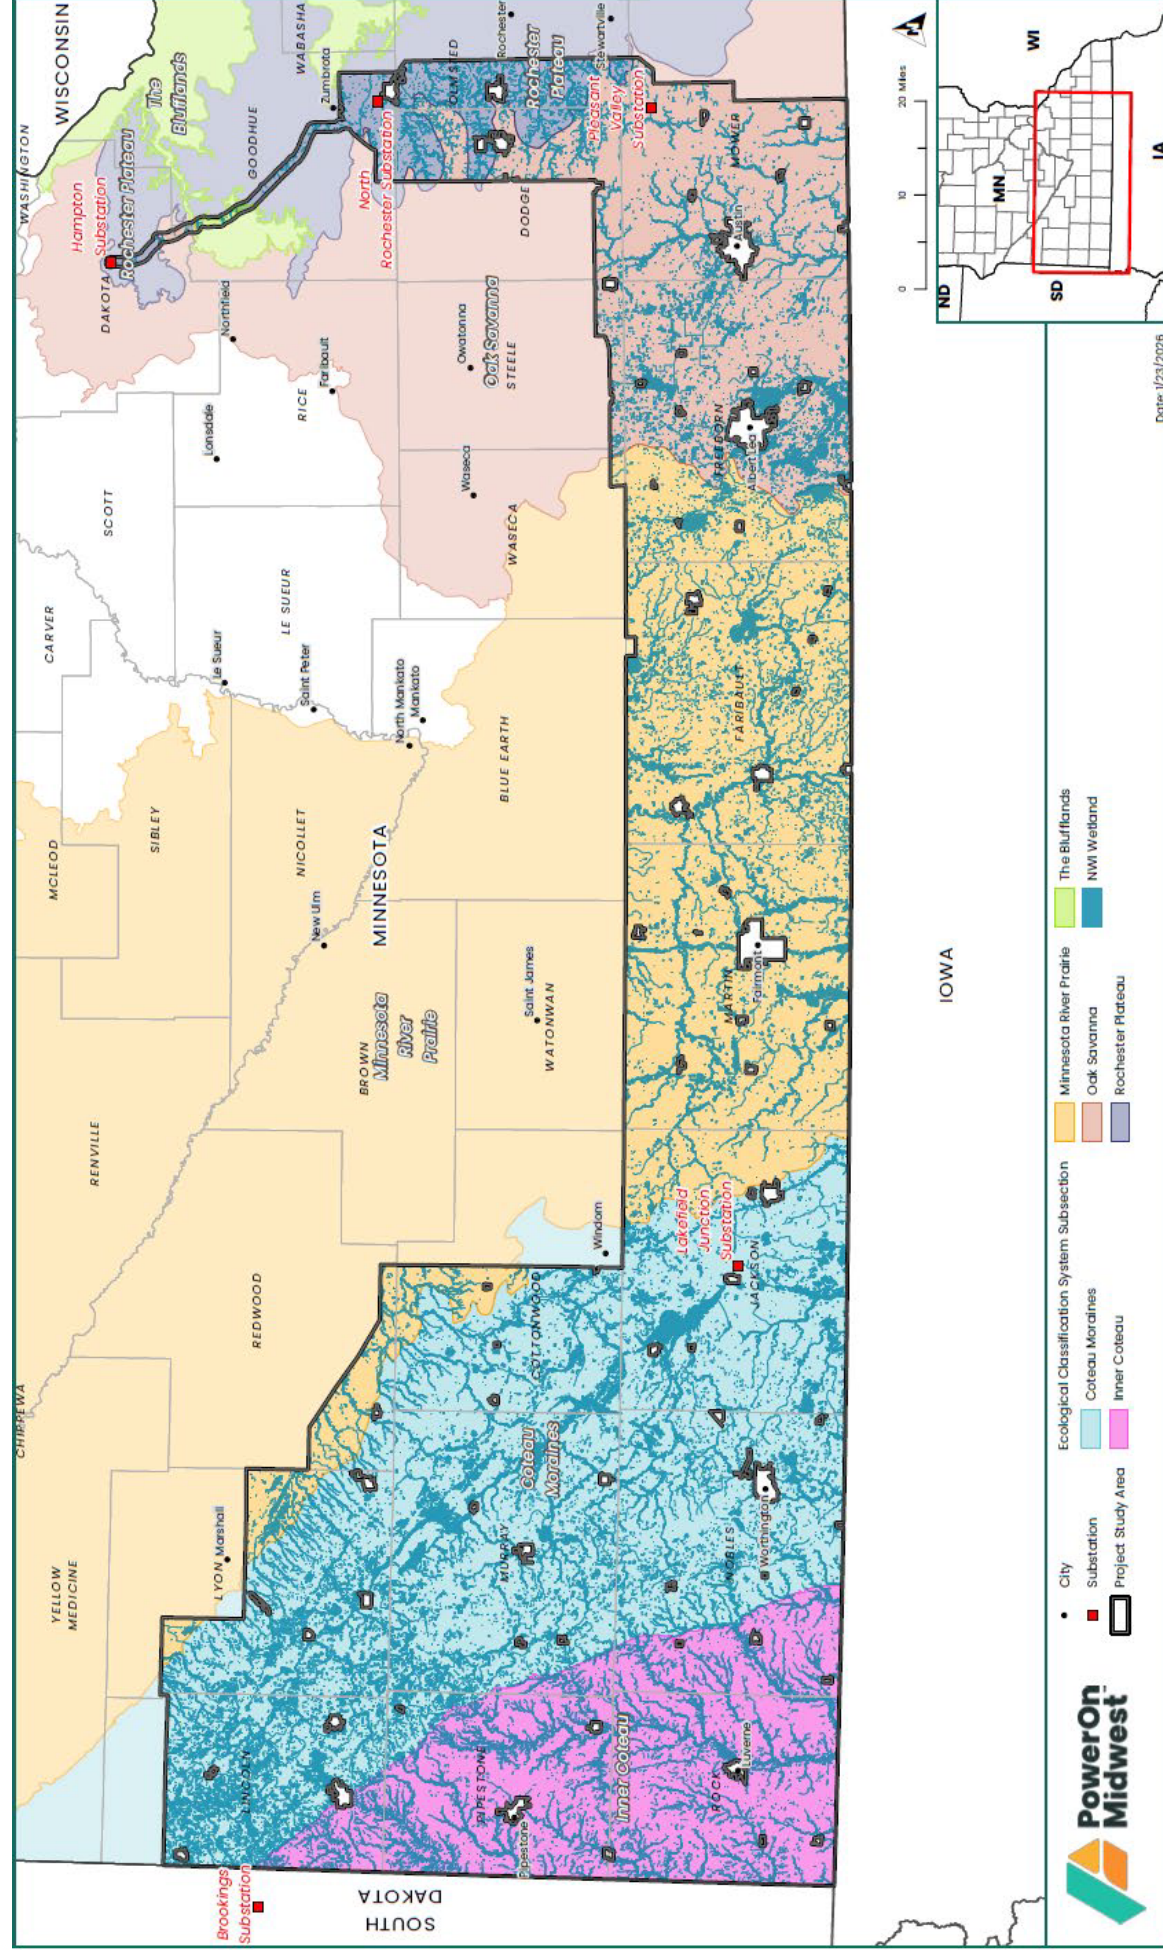 WASHINGTON
WISCONSIN
CARVER
SCOTT
DAKOTA
Hampton
Substation
Rochester Plateau
The
Blufflands
MCLEOD
SIBLEY
LE SUEUR
Le Sueur
Lonsdale
Northfield
RICE
Faribault
GOODHUE
WABASHA
Zumbrota
CHIPPEWA
RENVILLE
NICOLLET
New Ulm
Saint Peter
North Mankato
Mankato
MINNESOTA
North
Rochester Substation
YELLOW
MEDICINE
REDWOOD
BROWN
Minnesota
River
Prairie
BLUE EARTH
Waseca
WASECA
Owatonna
Oak Savanna
STEELE
DODGE
OLMSTED
Rochester
Rochester
Plateau
Stewartville
LYON
Marshall
Saint James
WATONWAN
Windom
COTTONWOOD
Pleasant
Valley
Substation
Brookings
Substation
LINCOLN
SOUTH
DAKOTA
PIPESTONE
Pipestone
MURRAY
Coteau
Moraines
Inner Coteau
ROCK
Luverne
NOBLES
Worthington
Lakefield
Junction
Substation
JACKSON
MARTIN
Fairmont
FARIBAULT
FREEBORN
Albert Lea
Austin
MOWER
IOWA
0 10 20 Miles
N
ND
SD
MN
WI
IA
PowerOn
Midwest
City
Substation
Project Study Area
Ecological Classification System Subsection
Coteau Moraines
Inner Coteau
Minnesota River Prairie
Oak Savanna
Rochester Plateau
The Blufflands
NWI Wetland
Date: 1/23/2026